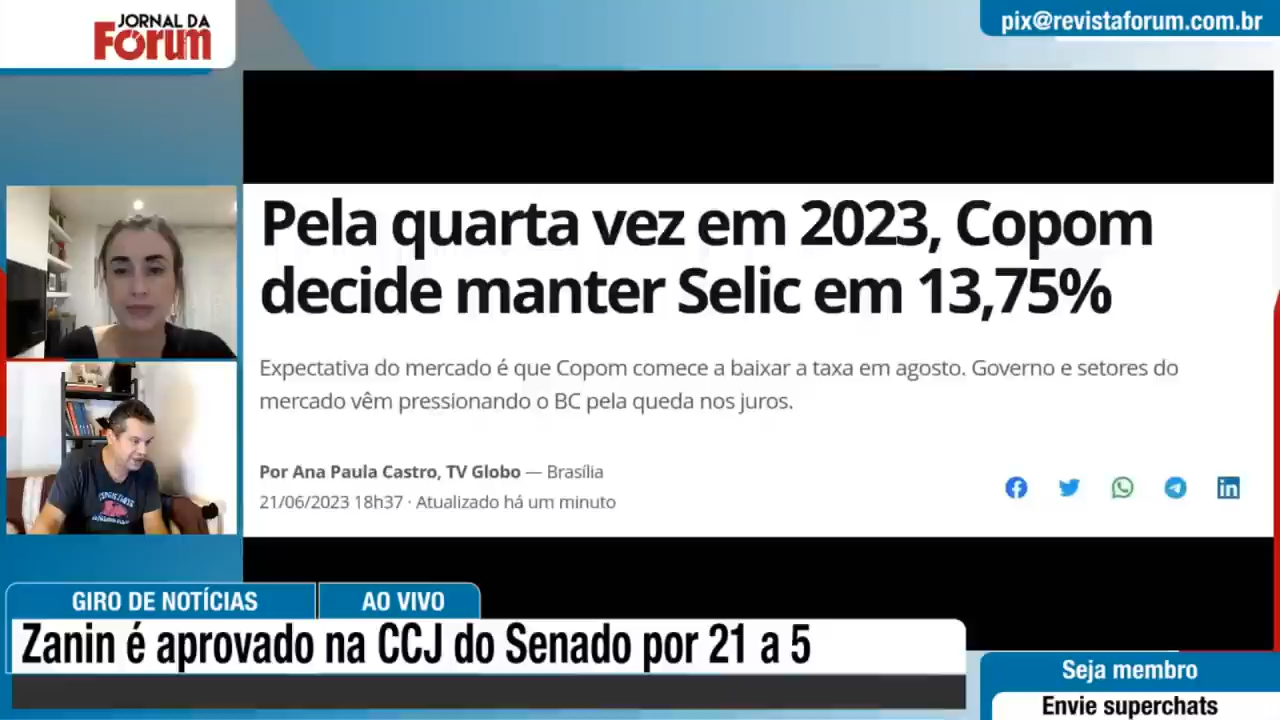 JORNAL DA
Forum
pix@revistaforum.com.br
Pela quarta vez em 2023, Copom
decide manter Selic em 13,75%
Expectativa do mercado é que Copom comece a baixar a taxa em agosto. Governo e setores do
mercado vêm pressionando o BC pela queda nos juros.
Por Ana Paula Castro, TV Globo — Brasília
21/06/2023 18h37 · Atualizado há um minuto
in
GIRO DE NOTÍCIAS
AO VIVO
Zanin é aprovado na CCJ do Senado por 21 a 5
Seja membro
Envie superchats